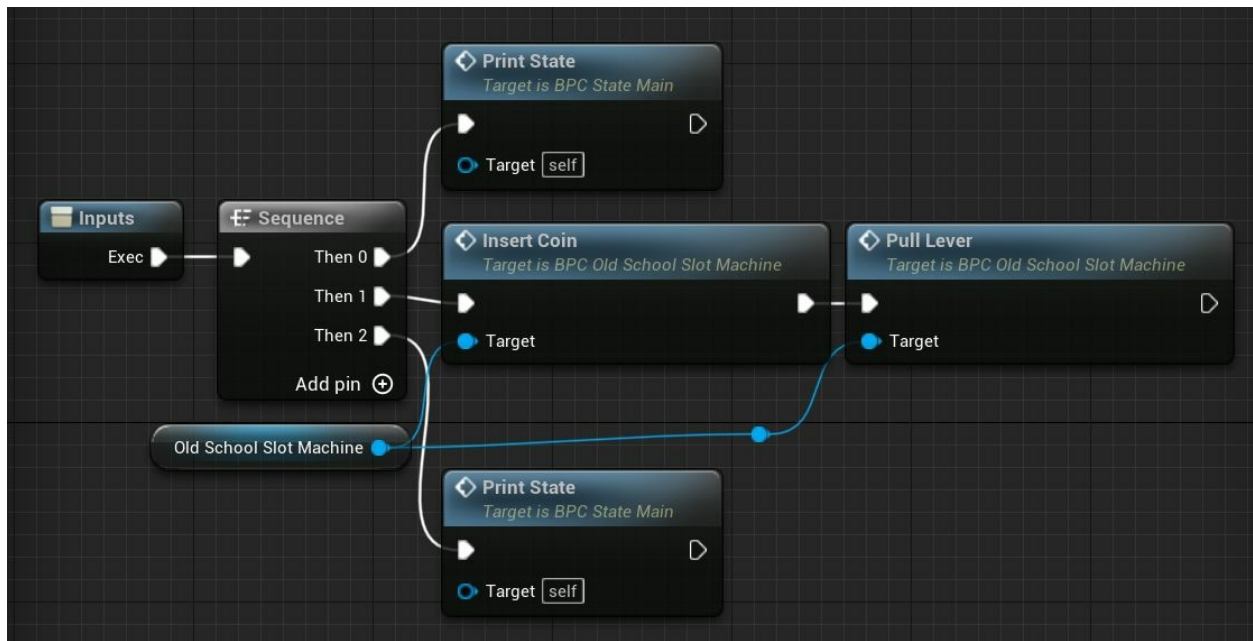 Print State
Target is BPC State Main
Target self
Inputs
Exec
Sequence
Then 0
Then 1
Then 2
Add pin
Insert Coin
Target is BPC Old School Slot Machine
Target
Pull Lever
Target is BPC Old School Slot Machine
Target
Old School Slot Machine
Print State
Target is BPC State Main
Target self